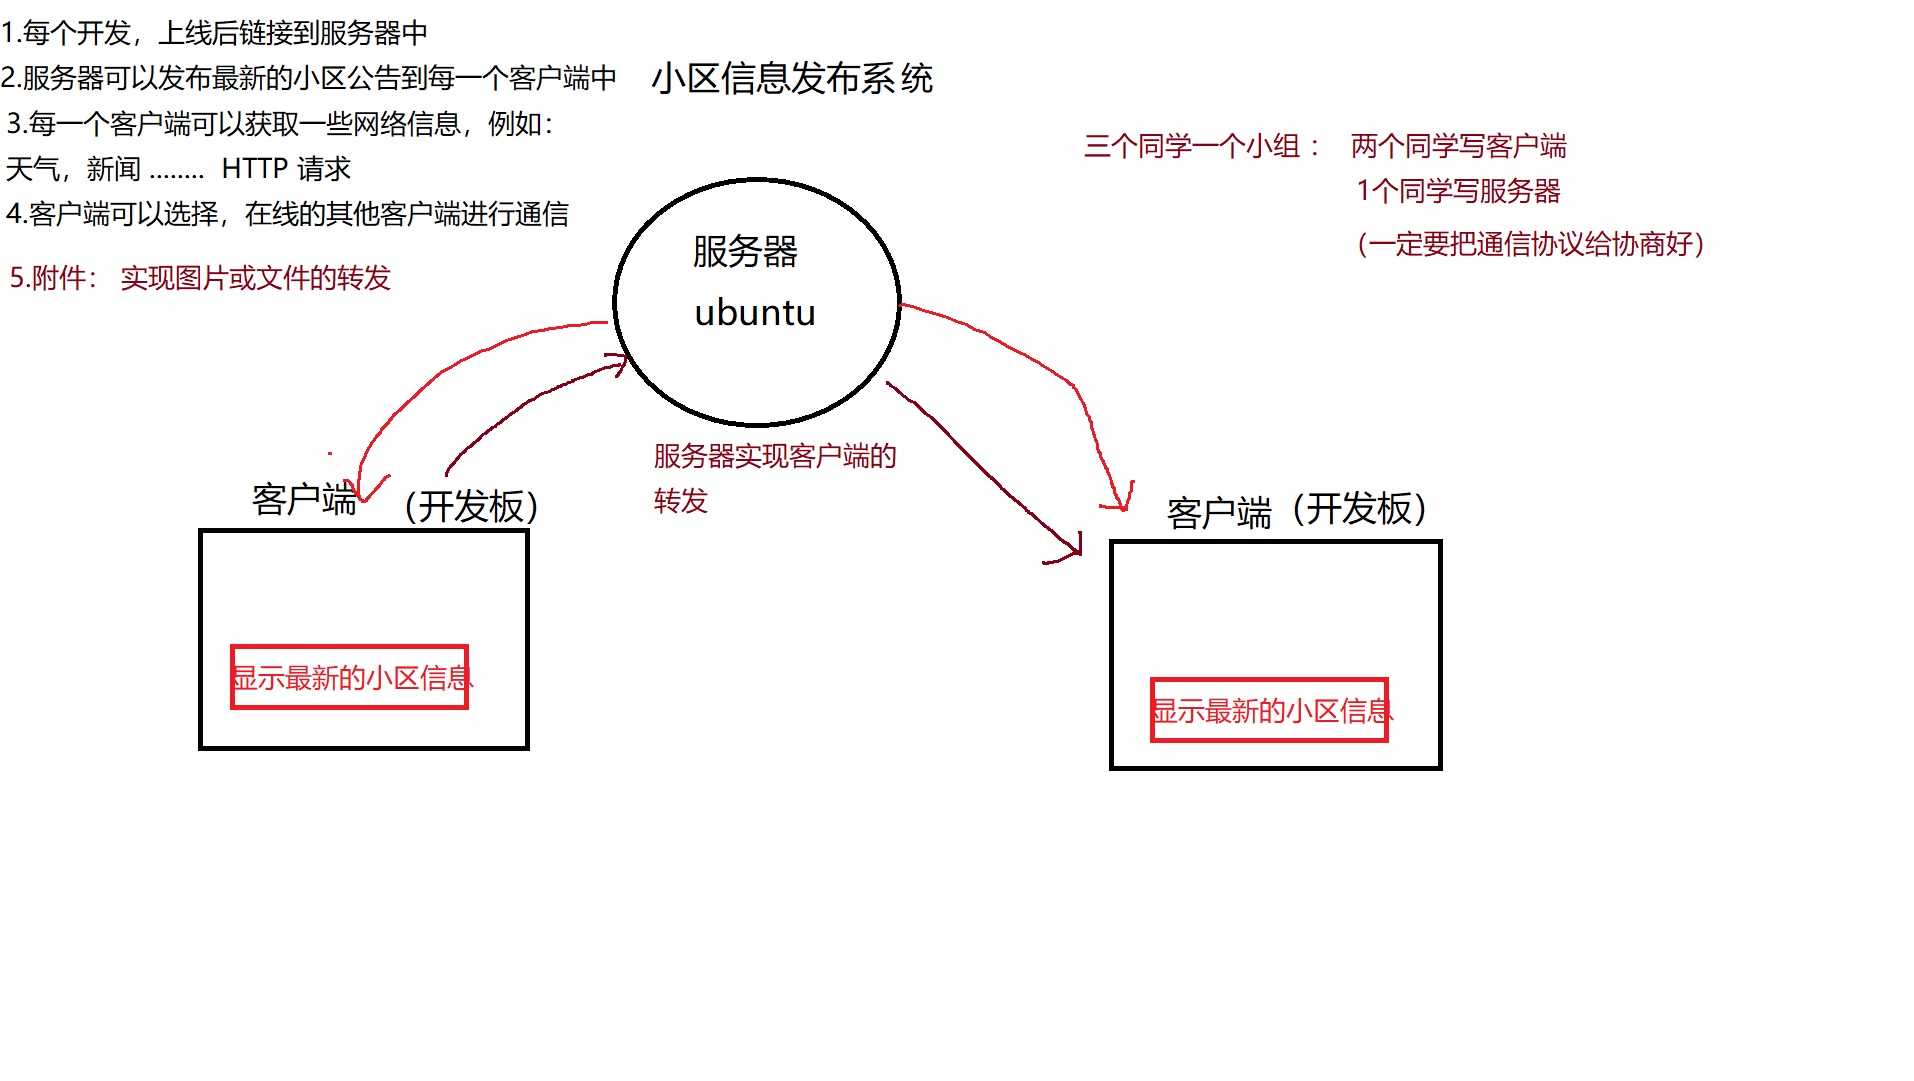 1.每个开发，上线后链接到服务器中
2.服务器可以发布最新的小区公告到每一个客户端中
小区信息发布系统
3.每一个客户端可以获取一些网络信息，例如：
天气，新闻 ........  HTTP 请求
4.客户端可以选择，在线的其他客户端进行通信
5.附件： 实现图片或文件的转发
三个同学一个小组： 两个同学写客户端
1个同学写服务器
（一定要把通信协议给协商好）
服务器
ubuntu
服务器实现客户端的
转发
客户端 （开发板）
显示最新的小区信息
客户端（开发板）
显示最新的小区信息